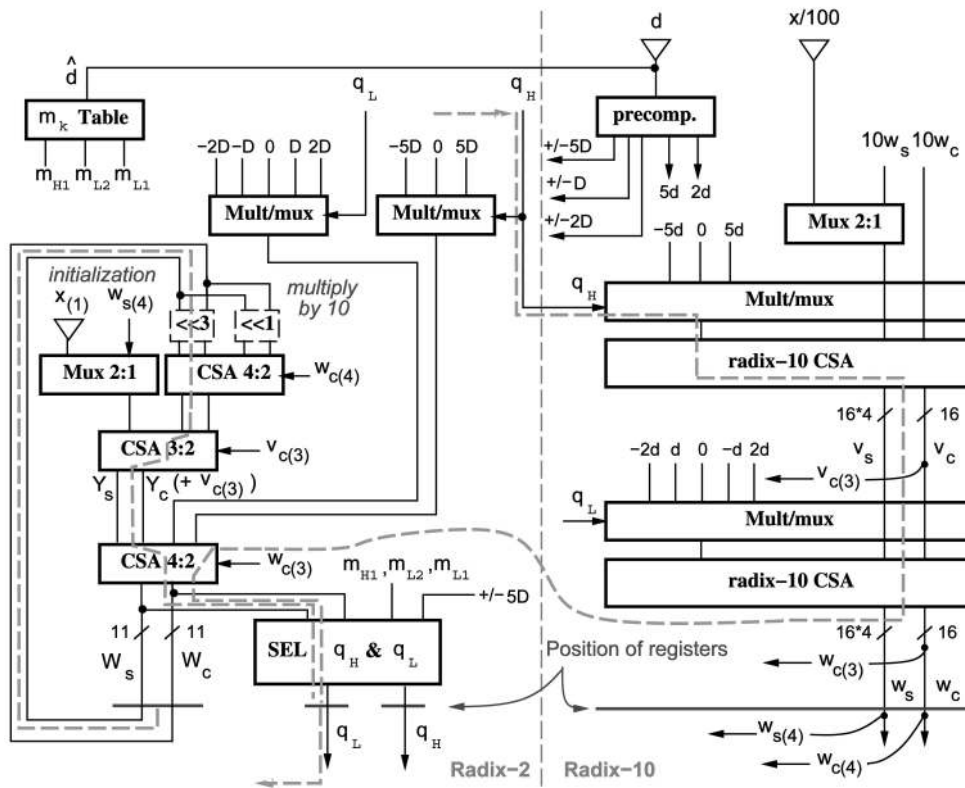 d x/100
d̂ q_L q_H
m_k Table
precomp.
10w_s 10w_c
m_H1 m_L2 m_L1
−2D −D 0 D 2D
−5D 0 5D
+/−5D
+/−D
+/−2D
5d 2d
Mult/mux
Mult/mux
Mux 2:1
−5d 0 5d
initialization
x_(1) w_s(4)
multiply
by 10
<<3 <<1
q_H
Mult/mux
radix−10 CSA
Mux 2:1
CSA 4:2
w_c(4)
16*4 16
CSA 3:2
v_c(3)
v_s v_c
−2d d 0 −d 2d
v_c(3)
Y_s Y_c (+ v_c(3) )
q_L
Mult/mux
CSA 4:2
w_c(3)
radix−10 CSA
m_H1 , m_L2 , m_L1
+/−5D
11 11
W_s W_c
SEL q_H & q_L
Position of registers
16*4 16
w_c(3)
w_s w_c
q_L q_H
w_s(4)
w_c(4)
Radix−2 Radix−10